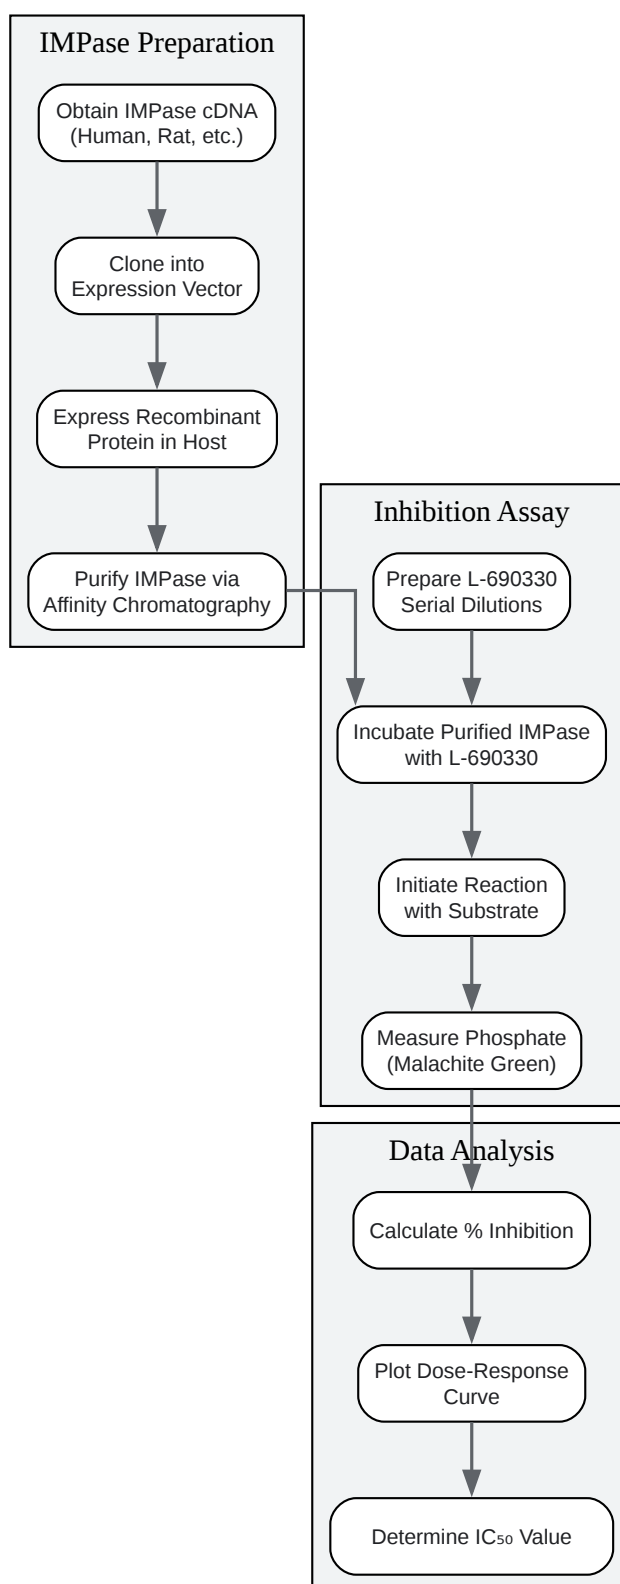 IMPase Preparation
Obtain IMPase cDNA
(Human, Rat, etc.)
Clone into
Expression Vector
Express Recombinant
Protein in Host
Purify IMPase via
Affinity Chromatography
Inhibition Assay
Prepare L-690330
Serial Dilutions
Incubate Purified IMPase
with L-690330
Initiate Reaction
with Substrate
Measure Phosphate
(Malachite Green)
Data Analysis
Calculate % Inhibition
Plot Dose-Response
Curve
Determine IC₅₀ Value